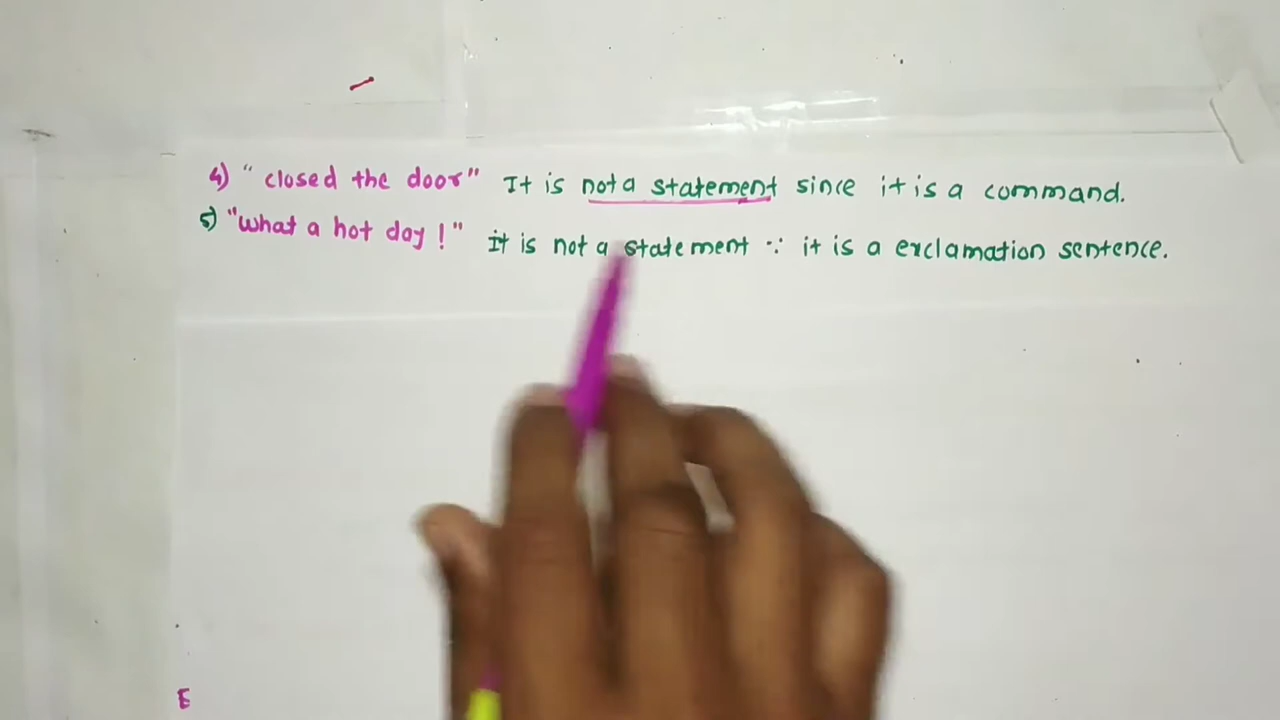 4) "closed the door" It is not a statement since it is a command.
5) "what a hot day !" It is not a statement ∵ it is a exclamation sentence.
E